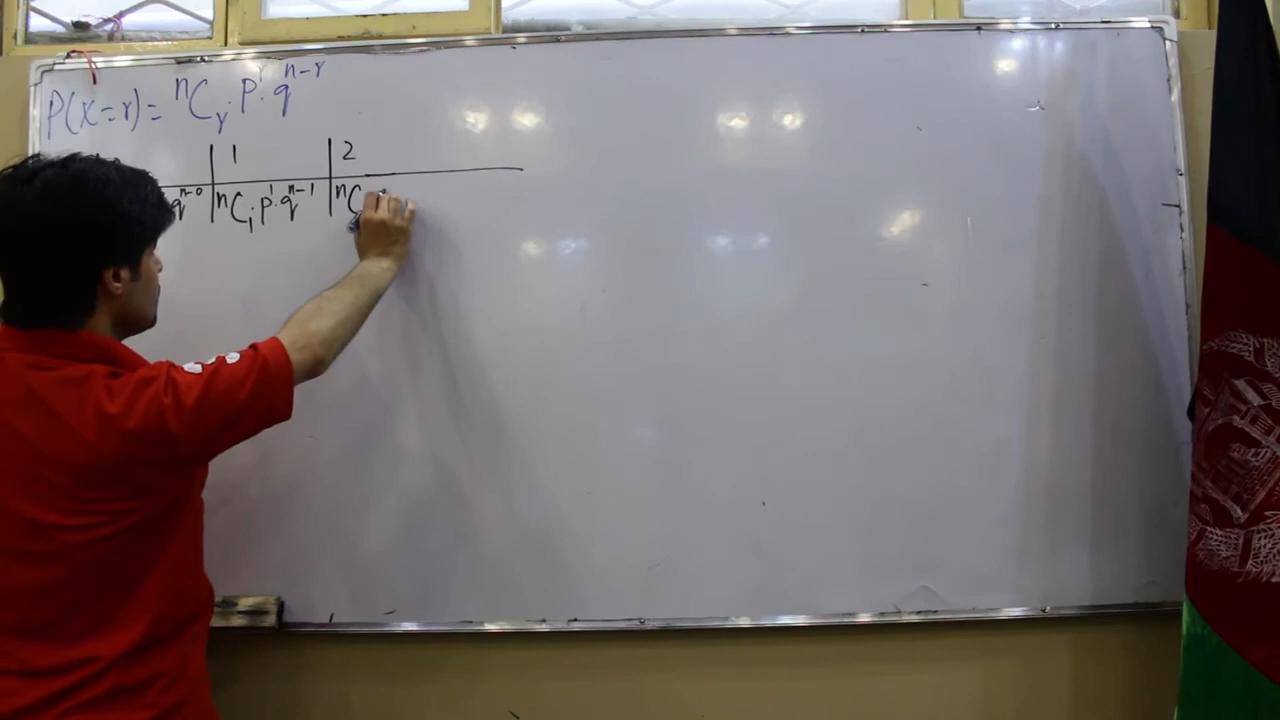 P(x=r) = ⁿCᵣ . pʳ . qⁿ⁻ʳ
1 2
qⁿ⁻⁰ ⁿC₁ p¹ . qⁿ⁻¹ ⁿC